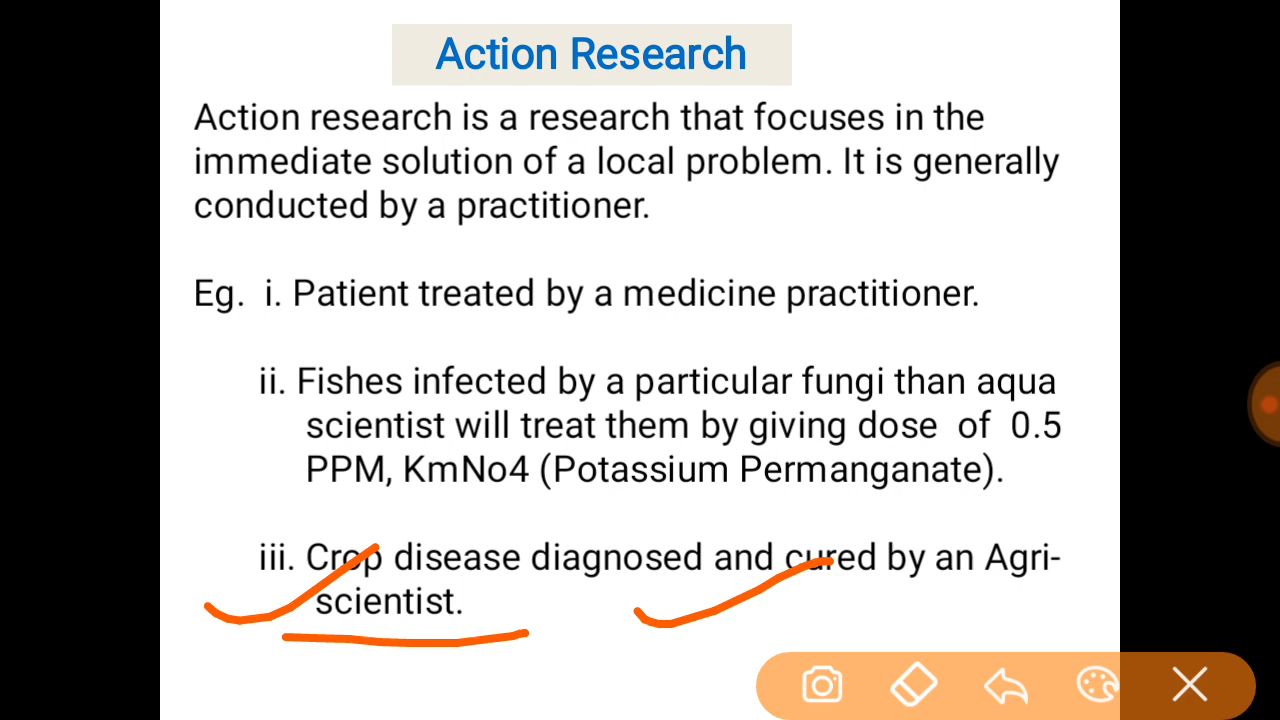 Action Research
Action research is a research that focuses in the
immediate solution of a local problem. It is generally
conducted by a practitioner.
Eg. i. Patient treated by a medicine practitioner.
ii. Fishes infected by a particular fungi than aqua
scientist will treat them by giving dose of 0.5
PPM, KmNo4 (Potassium Permanganate).
iii. Crop disease diagnosed and cured by an Agri-
scientist.